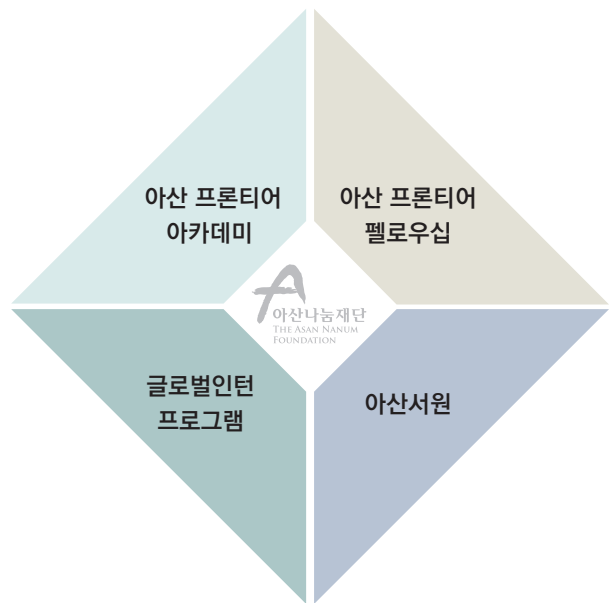 아산 프론티어
아카데미
아산 프론티어
펠로우십
아산나눔재단
THE ASAN NANUM
FOUNDATION
글로벌인턴
프로그램
아산서원